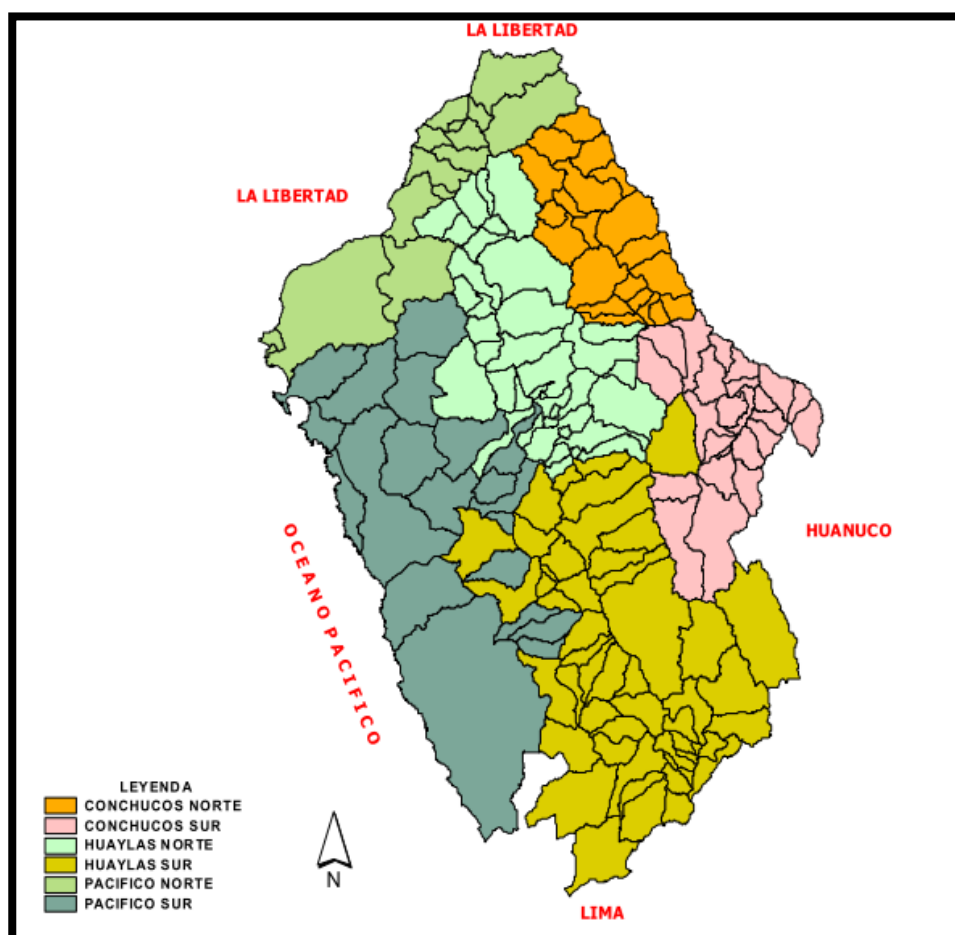 LA LIBERTAD
LA LIBERTAD
HUANUCO
OCEANO PACIFICO
LEYENDA
CONCHUCOS NORTE
CONCHUCOS SUR
HUAYLAS NORTE
HUAYLAS SUR
PACIFICO NORTE
PACIFICO SUR
N
LIMA